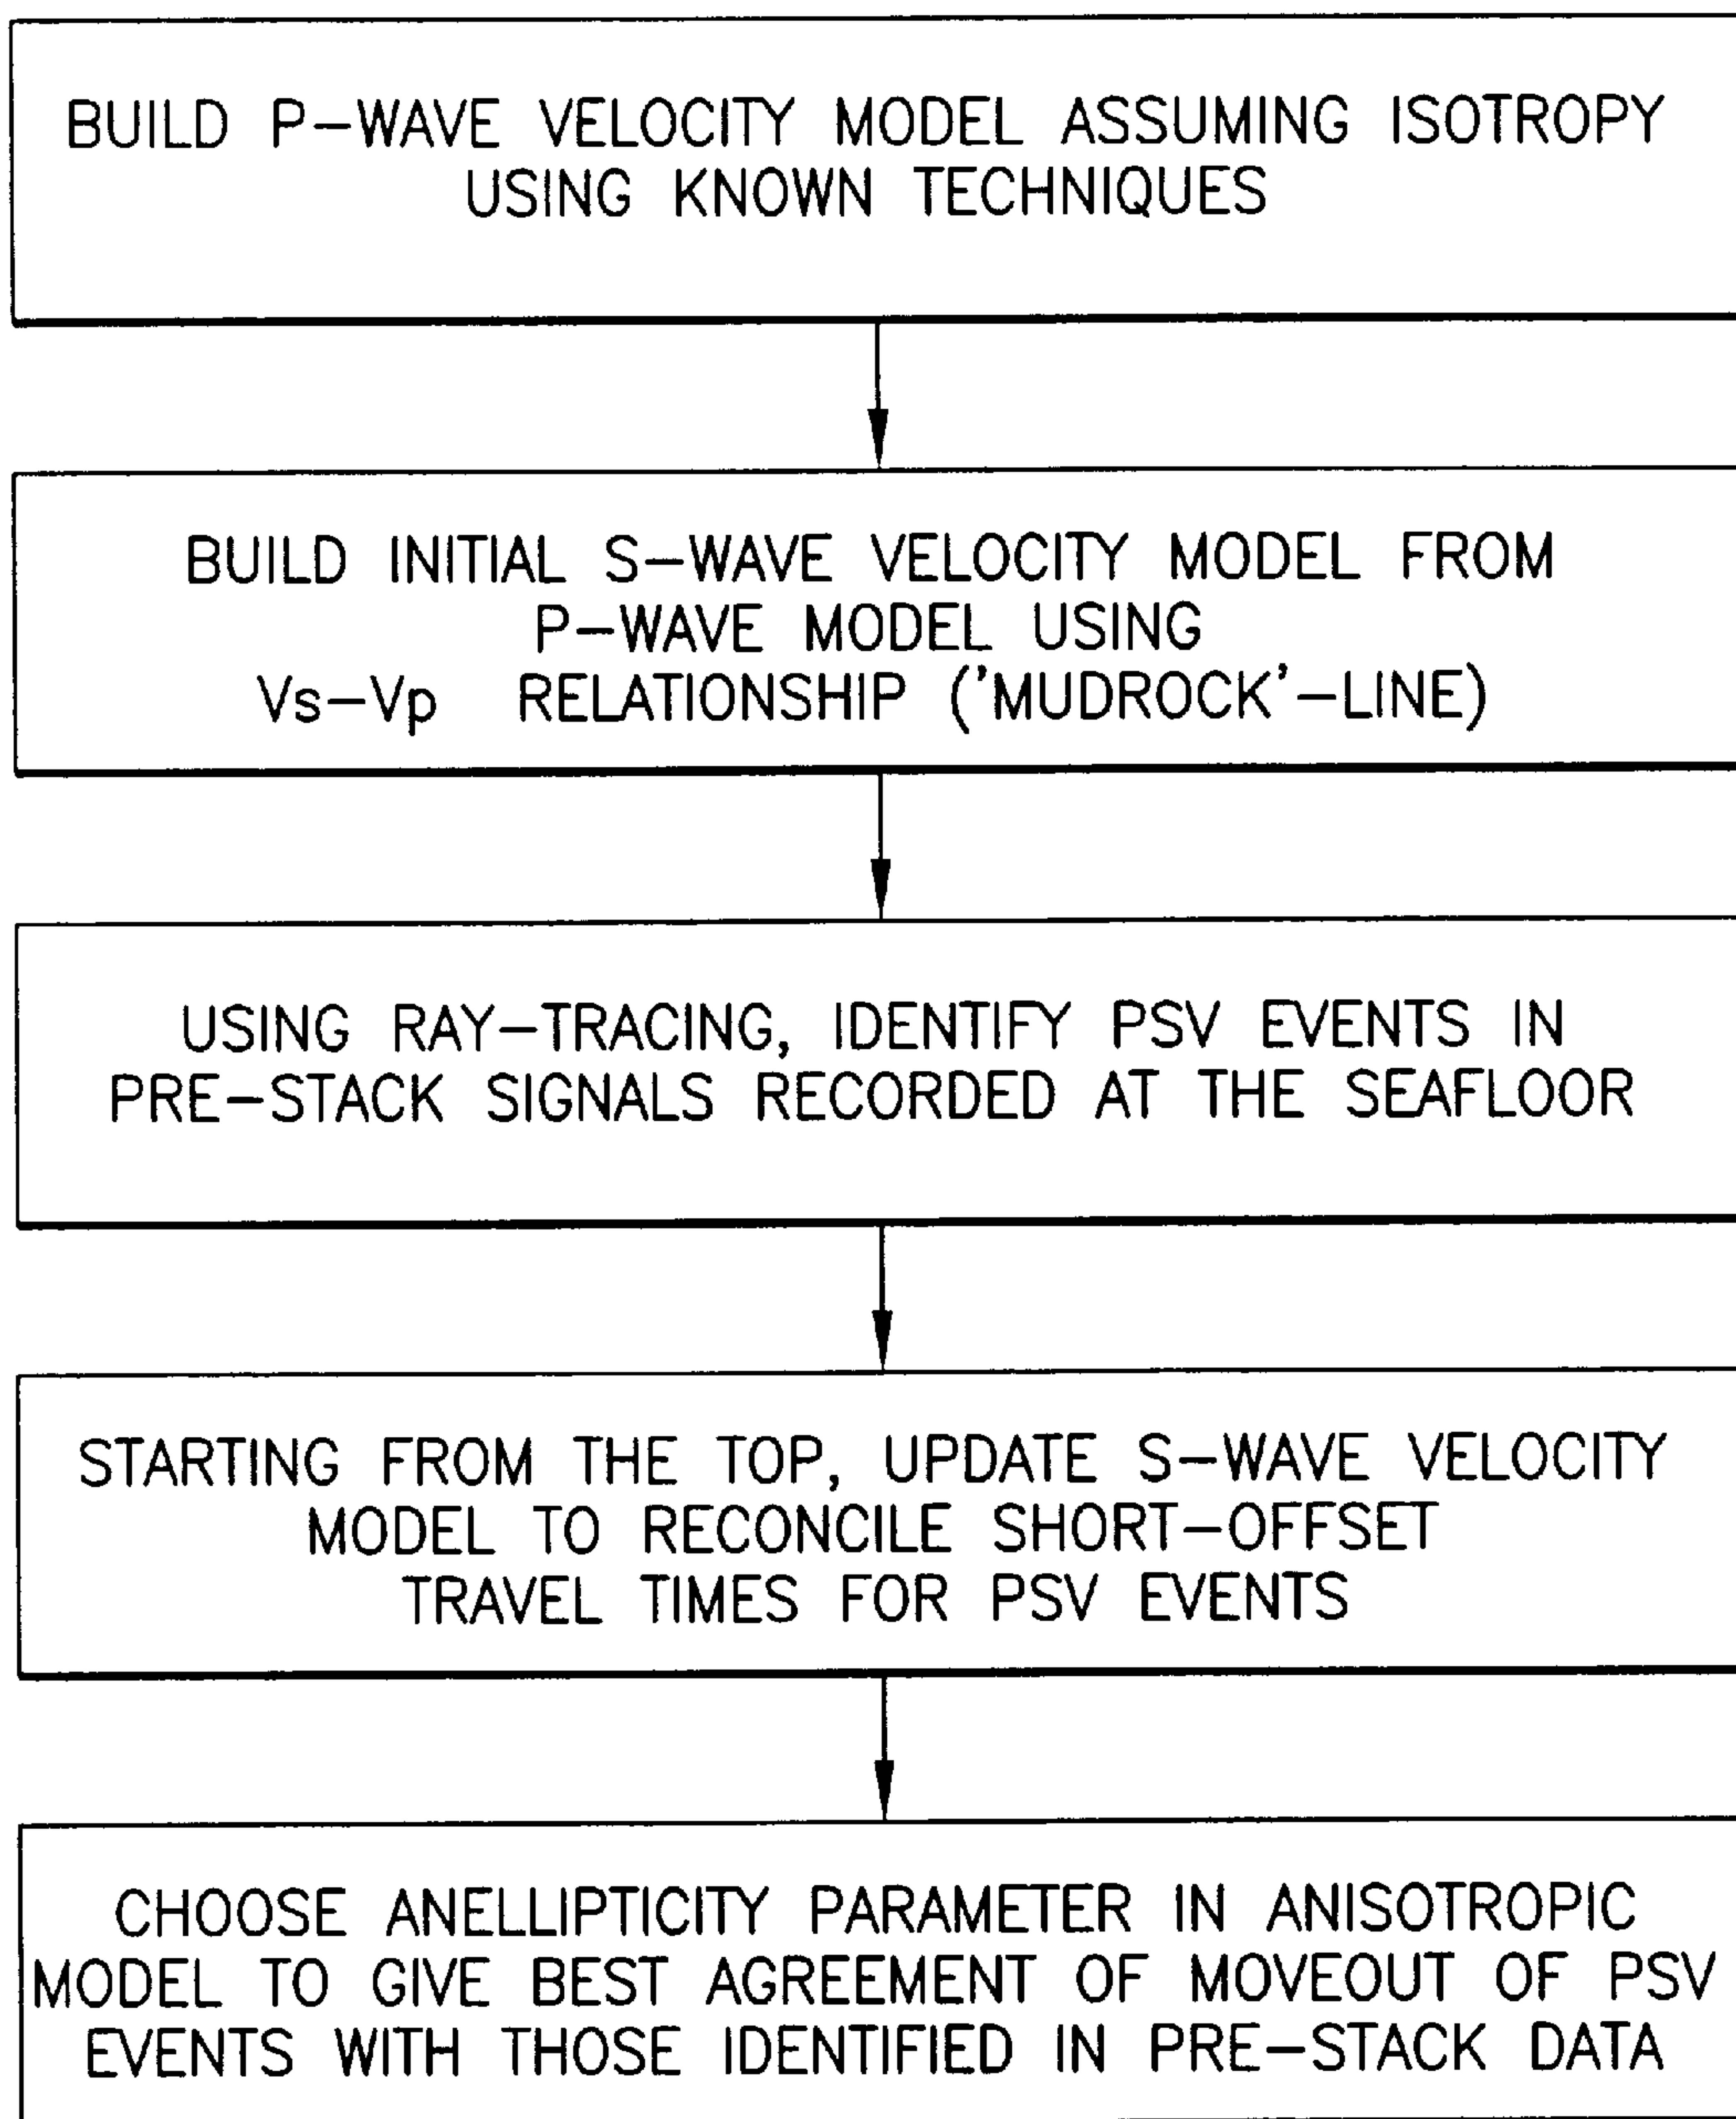 BUILD P-WAVE VELOCITY MODEL ASSUMING ISOTROPY
USING KNOWN TECHNIQUES
BUILD INITIAL S-WAVE VELOCITY MODEL FROM
P-WAVE MODEL USING
Vs-Vp RELATIONSHIP ('MUDROCK'-LINE)
USING RAY-TRACING, IDENTIFY PSV EVENTS IN
PRE-STACK SIGNALS RECORDED AT THE SEAFLOOR
STARTING FROM THE TOP, UPDATE S-WAVE VELOCITY
MODEL TO RECONCILE SHORT-OFFSET
TRAVEL TIMES FOR PSV EVENTS
CHOOSE ANELLIPTICITY PARAMETER IN ANISOTROPIC
MODEL TO GIVE BEST AGREEMENT OF MOVEOUT OF PSV
EVENTS WITH THOSE IDENTIFIED IN PRE-STACK DATA